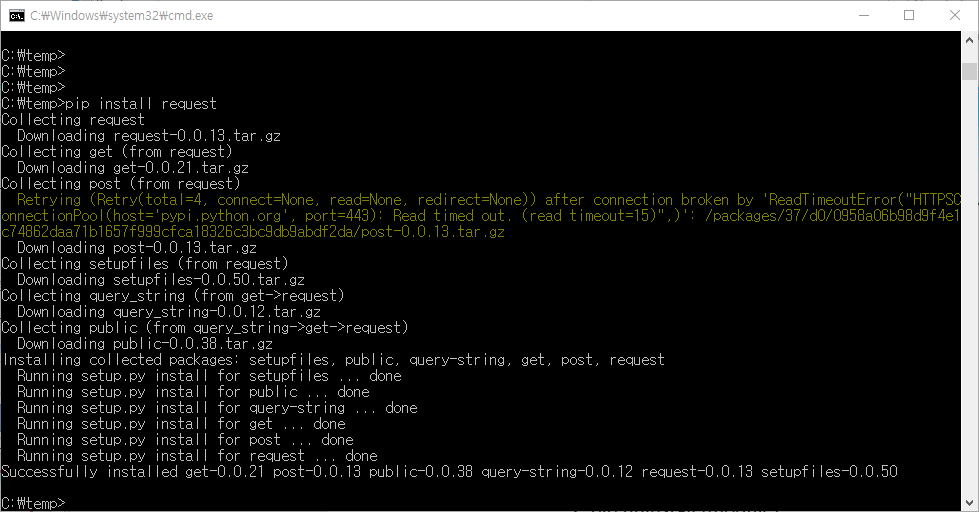 C:₩Windows₩system32₩cmd.exe
C:₩temp>
C:₩temp>
C:₩temp>
C:₩temp>pip install request
Collecting request
  Downloading request-0.0.13.tar.gz
Collecting get (from request)
  Downloading get-0.0.21.tar.gz
Collecting post (from request)
  Retrying (Retry(total=4, connect=None, read=None, redirect=None)) after connection broken by 'ReadTimeoutError("HTTPSC
onnectionPool(host='pypi.python.org', port=443): Read timed out. (read timeout=15)",)': /packages/37/d0/0958a06b98d9f4e1
c74862daa71b1657f999cfca18326c3bc9db9abdf2da/post-0.0.13.tar.gz
  Downloading post-0.0.13.tar.gz
Collecting setupfiles (from request)
  Downloading setupfiles-0.0.50.tar.gz
Collecting query_string (from get->request)
  Downloading query_string-0.0.12.tar.gz
Collecting public (from query_string->get->request)
  Downloading public-0.0.38.tar.gz
Installing collected packages: setupfiles, public, query-string, get, post, request
  Running setup.py install for setupfiles ... done
  Running setup.py install for public ... done
  Running setup.py install for query-string ... done
  Running setup.py install for get ... done
  Running setup.py install for post ... done
  Running setup.py install for request ... done
Successfully installed get-0.0.21 post-0.0.13 public-0.0.38 query-string-0.0.12 request-0.0.13 setupfiles-0.0.50
C:₩temp>